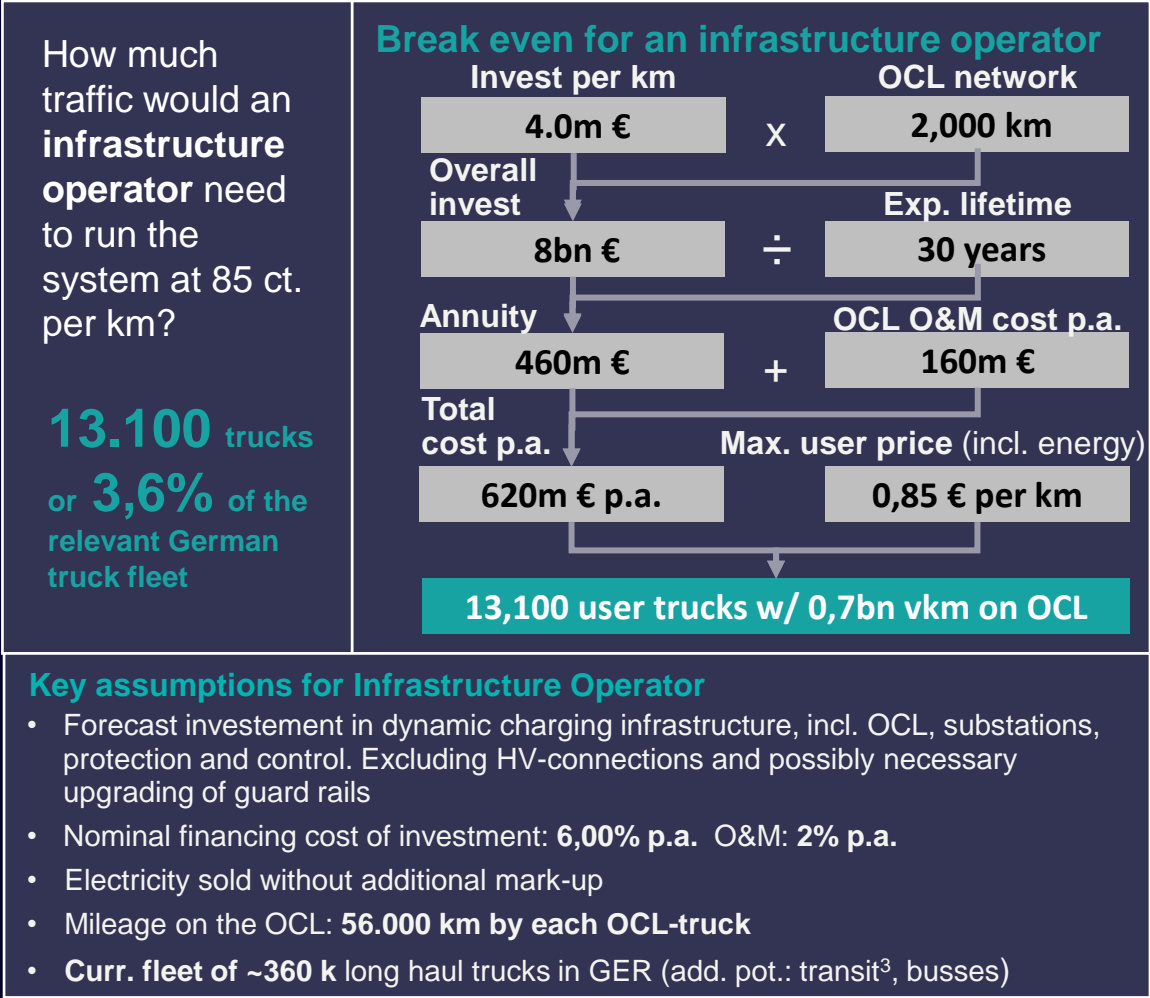 How much
traffic would an
infrastructure
operator need
to run the
system at 85 ct.
per km?
13.100 trucks
or 3,6% of the
relevant German
truck fleet
Break even for an infrastructure operator
Invest per km
OCL network
4.0m €
x
2,000 km
Overall
invest
Exp. lifetime
8bn €
÷
30 years
Annuity
OCL O&M cost p.a.
460m €
+
160m €
Total
cost p.a.
Max. user price (incl. energy)
620m € p.a.
0,85 € per km
13,100 user trucks w/ 0,7bn vkm on OCL
Key assumptions for Infrastructure Operator
• Forecast investement in dynamic charging infrastructure, incl. OCL, substations,
protection and control. Excluding HV-connections and possibly necessary
upgrading of guard rails
• Nominal financing cost of investment: 6,00% p.a. O&M: 2% p.a.
• Electricity sold without additional mark-up
• Mileage on the OCL: 56.000 km by each OCL-truck
• Curr. fleet of ~360 k long haul trucks in GER (add. pot.: transit³, busses)